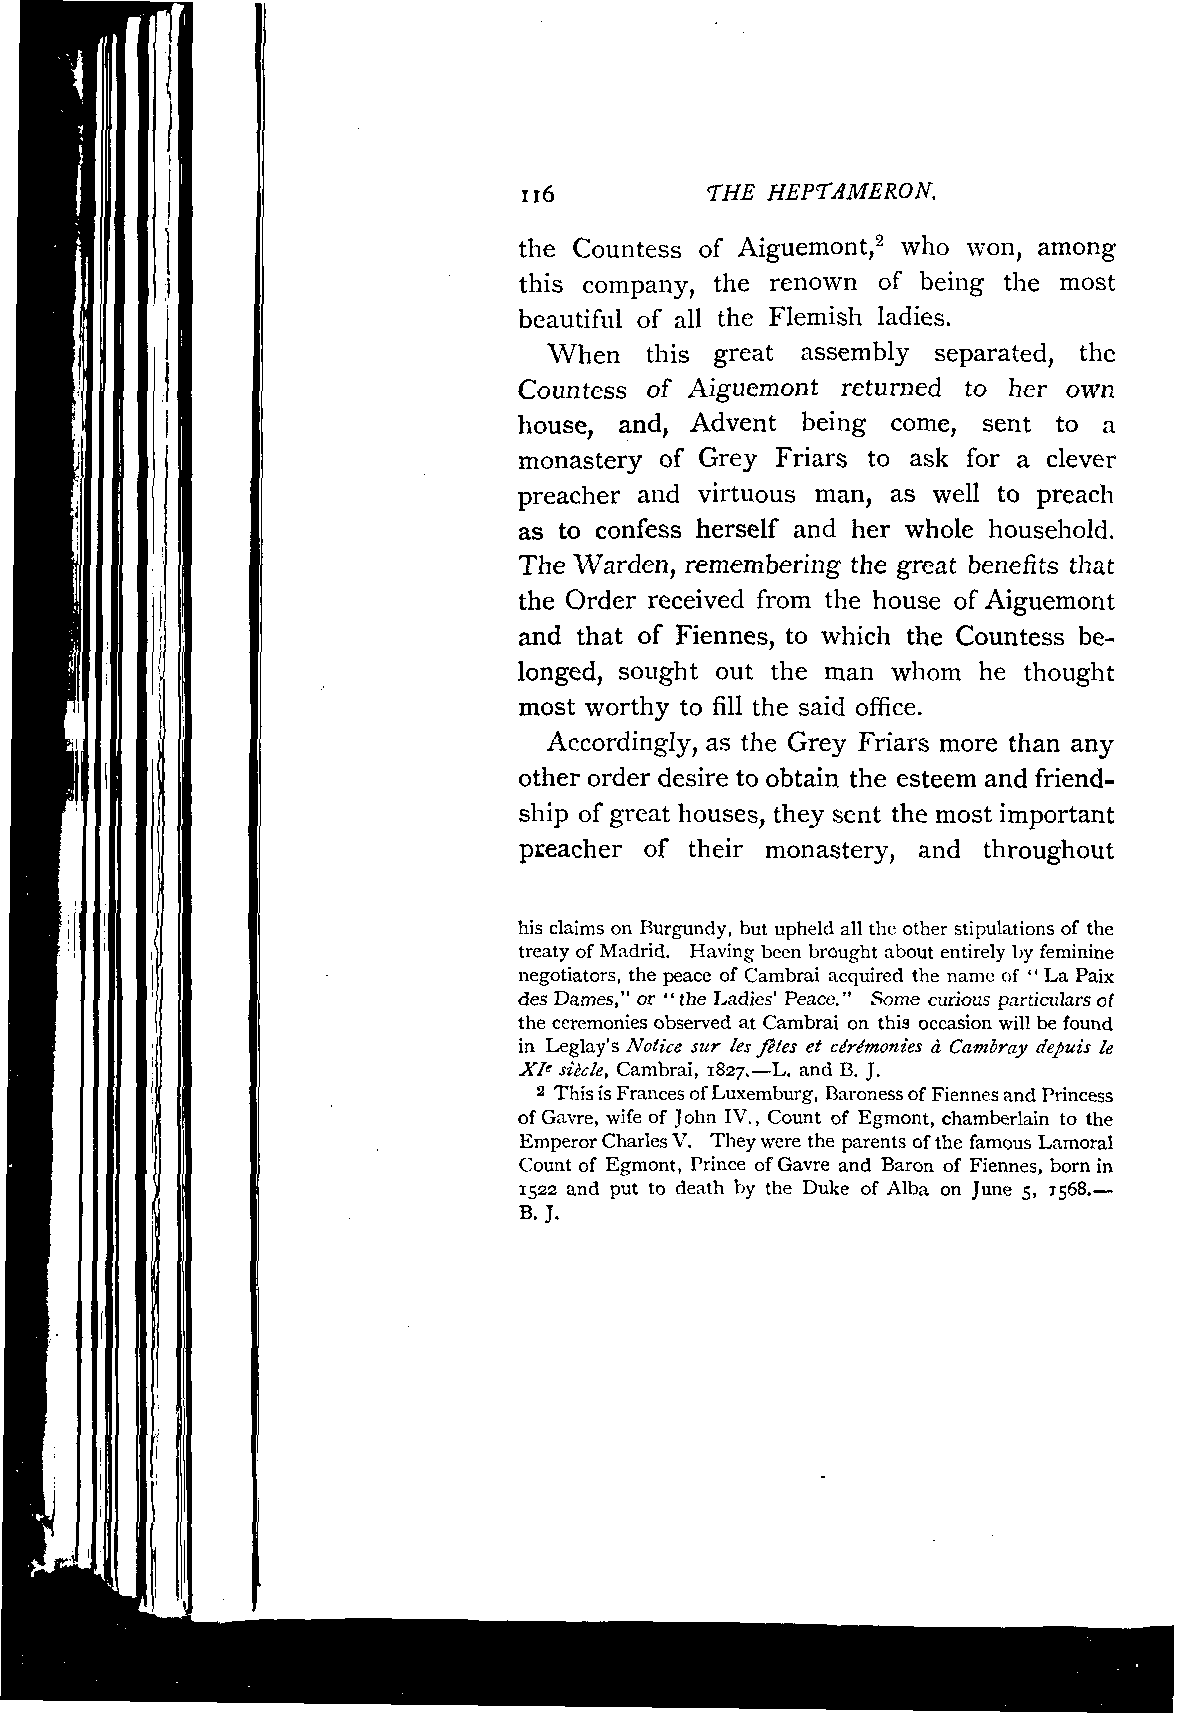 116 THE HEPTAMERON.
the Countess of Aiguemont,² who won, among
this company, the renown of being the most
beautiful of all the Flemish ladies.
When this great assembly separated, the
Countess of Aiguemont returned to her own
house, and, Advent being come, sent to a
monastery of Grey Friars to ask for a clever
preacher and virtuous man, as well to preach
as to confess herself and her whole household.
The Warden, remembering the great benefits that
the Order received from the house of Aiguemont
and that of Fiennes, to which the Countess be-
longed, sought out the man whom he thought
most worthy to fill the said office.
Accordingly, as the Grey Friars more than any
other order desire to obtain the esteem and friend-
ship of great houses, they sent the most important
preacher of their monastery, and throughout
his claims on Burgundy, but upheld all the other stipulations of the
treaty of Madrid. Having been brought about entirely by feminine
negotiators, the peace of Cambrai acquired the name of "La Paix
des Dames," or "the Ladies' Peace." Some curious particulars of
the ceremonies observed at Cambrai on this occasion will be found
in Leglay's Notice sur les fêtes et cérémonies à Cambray depuis le
XIe siècle, Cambrai, 1827.—L. and B. J.
² This is Frances of Luxemburg, Baroness of Fiennes and Princess
of Gavre, wife of John IV., Count of Egmont, chamberlain to the
Emperor Charles V. They were the parents of the famous Lamoral
Count of Egmont, Prince of Gavre and Baron of Fiennes, born in
1522 and put to death by the Duke of Alba on June 5, 1568.—
B. J.